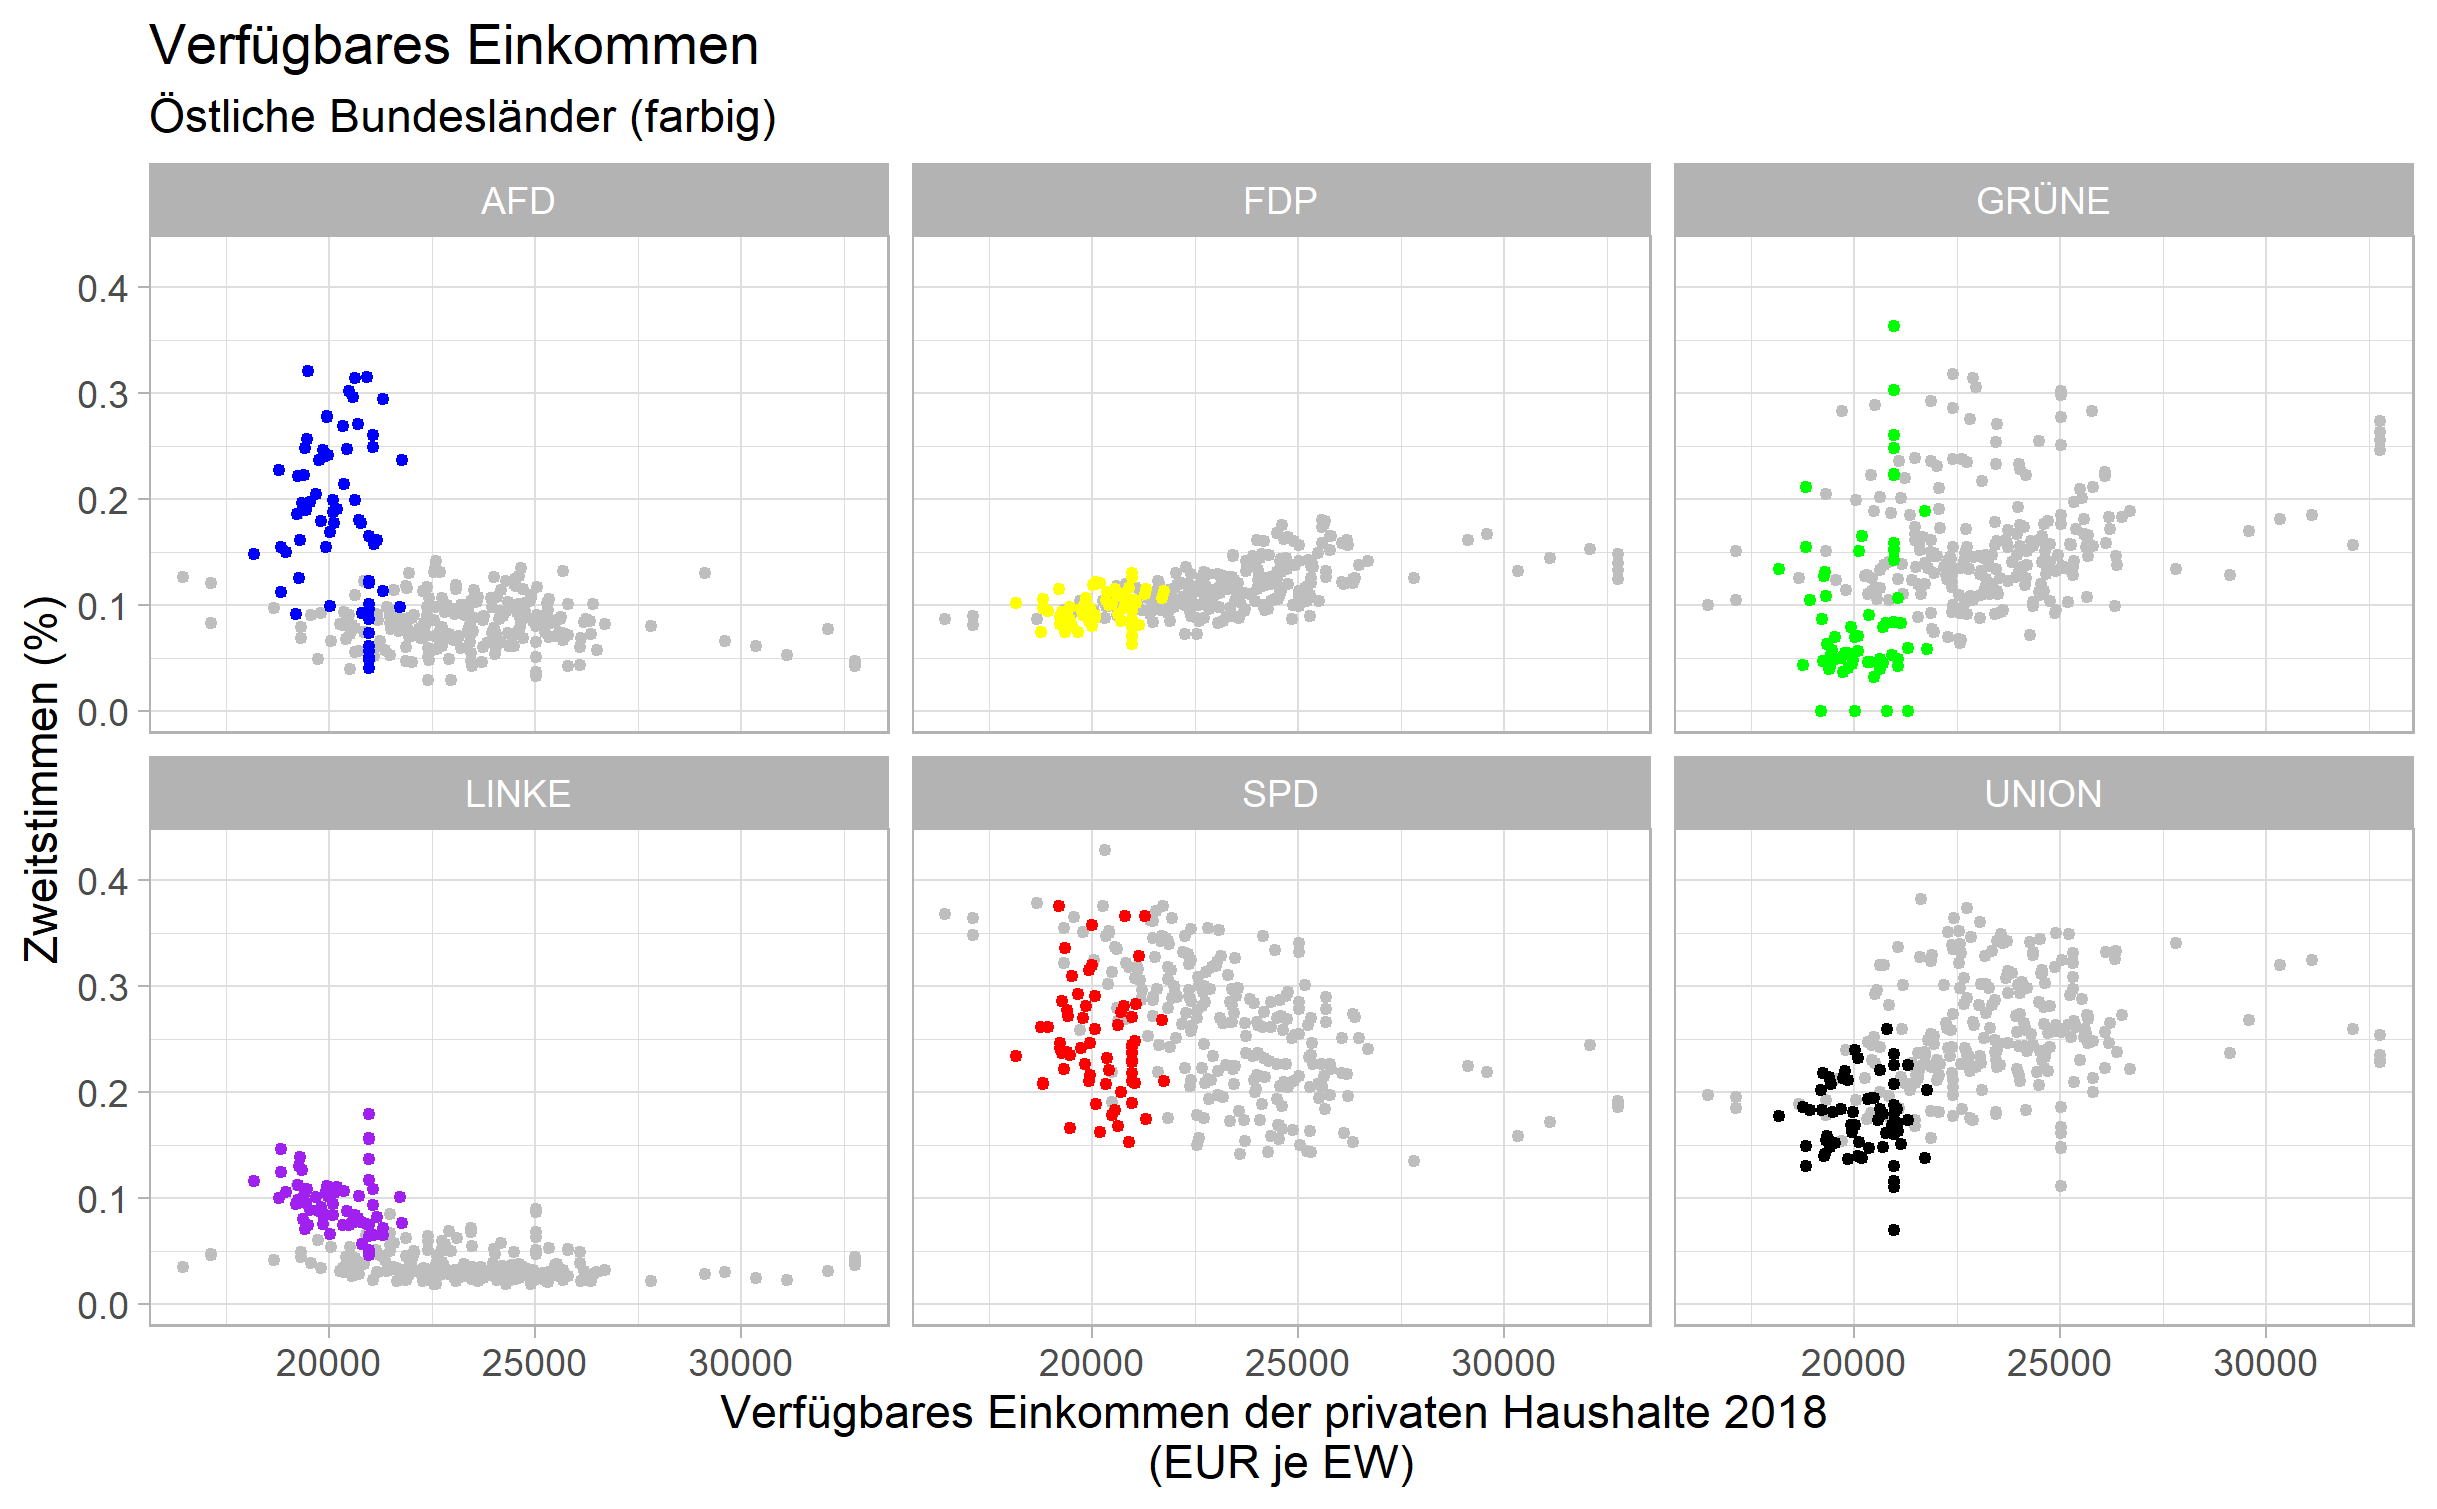 Verfügbares Einkommen
Östliche Bundesländer (farbig)
AFD
FDP
GRÜNE
0.4
0.3
0.2
0.1
0.0
LINKE
SPD
UNION
0.4
0.3
0.2
0.1
0.0
Zweitstimmen (%)
20000
25000
30000
20000
25000
30000
20000
25000
30000
Verfügbares Einkommen der privaten Haushalte 2018
(EUR je EW)